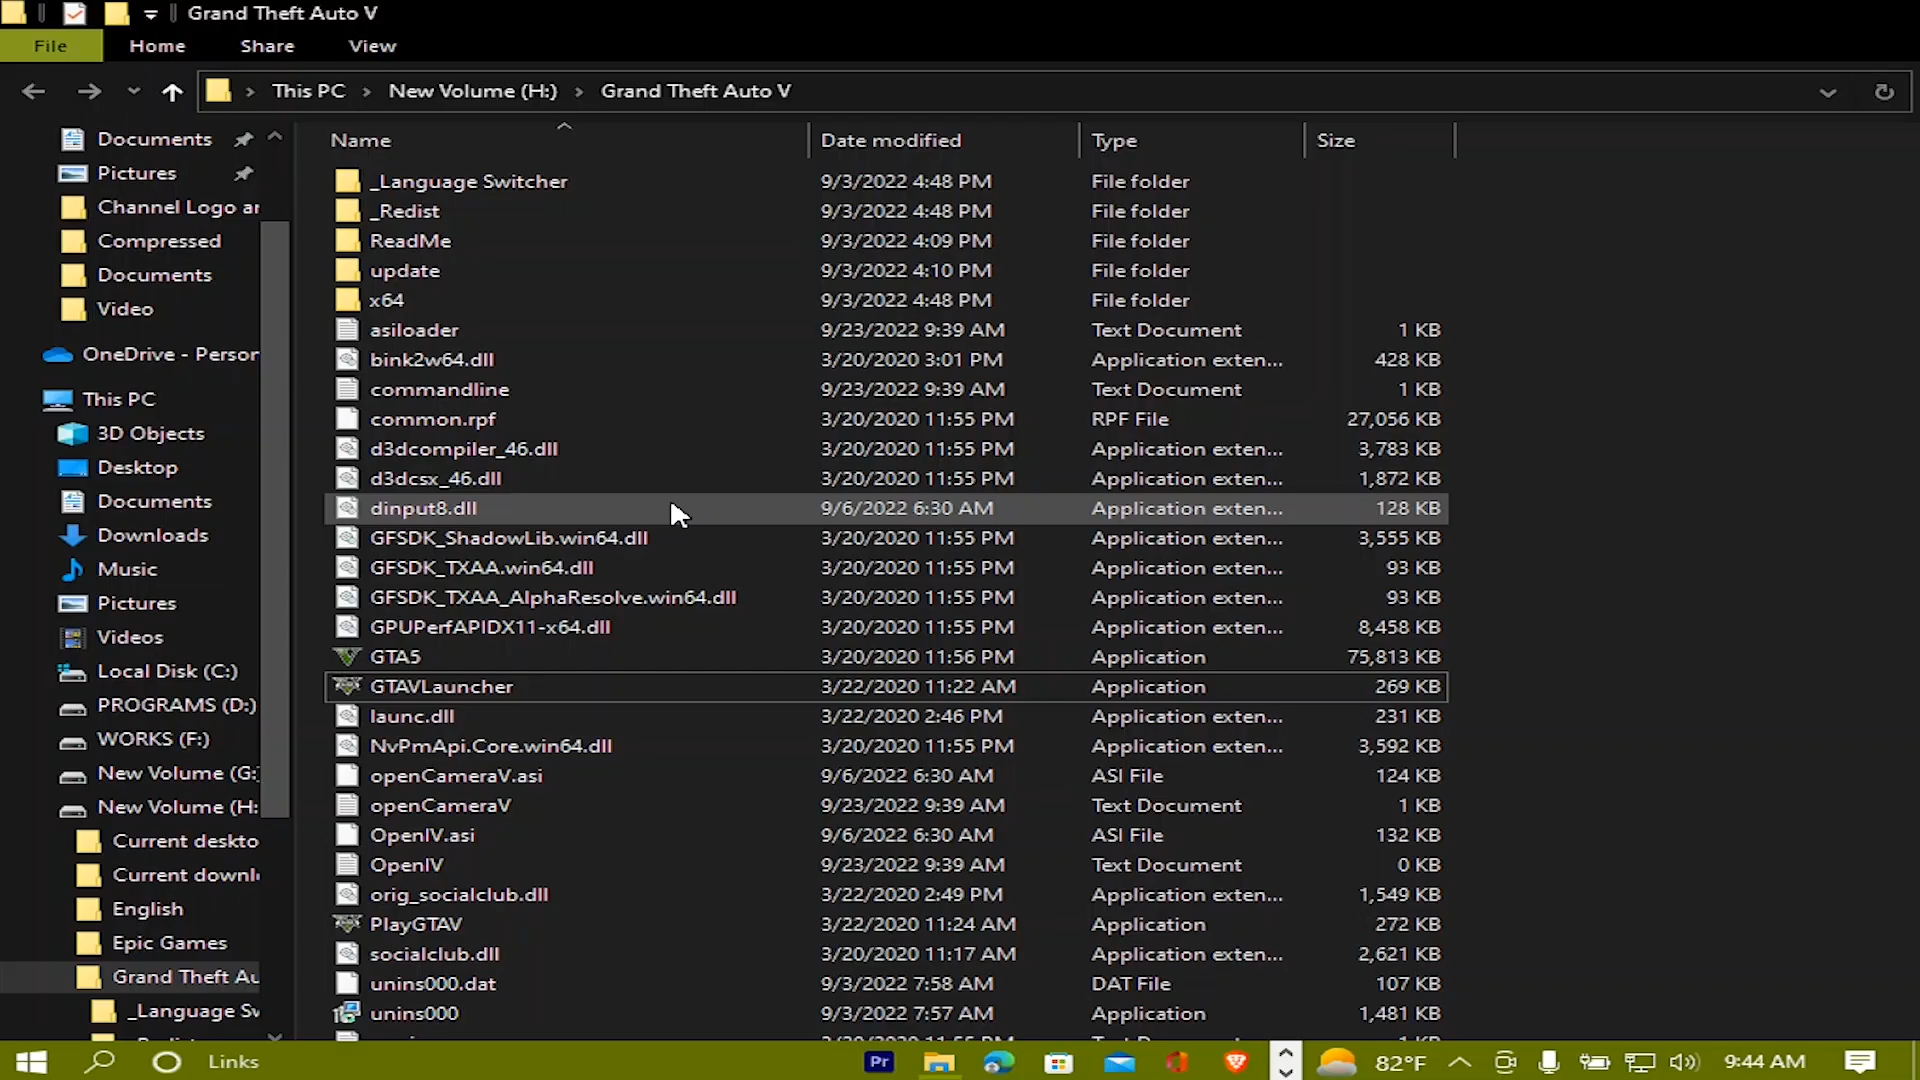 Grand Theft Auto V
File Home Share View
This PC > New Volume (H:) > Grand Theft Auto V
Name Date modified Type Size
Documents
Pictures
Channel Logo ar
Compressed
Documents
Video
OneDrive - Person
This PC
3D Objects
Desktop
Documents
Downloads
Music
Pictures
Videos
Local Disk (C:)
PROGRAMS (D:)
WORKS (F:)
New Volume (G:
New Volume (H:
Current deskto
Current downl
English
Epic Games
Grand Theft Au
_Language Sw
_Language Switcher 9/3/2022 4:48 PM File folder
_Redist 9/3/2022 4:48 PM File folder
ReadMe 9/3/2022 4:09 PM File folder
update 9/3/2022 4:10 PM File folder
x64 9/3/2022 4:48 PM File folder
asiloader 9/23/2022 9:39 AM Text Document 1 KB
bink2w64.dll 3/20/2020 3:01 PM Application exten... 428 KB
commandline 9/23/2022 9:39 AM Text Document 1 KB
common.rpf 3/20/2020 11:55 PM RPF File 27,056 KB
d3dcompiler_46.dll 3/20/2020 11:55 PM Application exten... 3,783 KB
d3dcsx_46.dll 3/20/2020 11:55 PM Application exten... 1,872 KB
dinput8.dll 9/6/2022 6:30 AM Application exten... 128 KB
GFSDK_ShadowLib.win64.dll 3/20/2020 11:55 PM Application exten... 3,555 KB
GFSDK_TXAA.win64.dll 3/20/2020 11:55 PM Application exten... 93 KB
GFSDK_TXAA_AlphaResolve.win64.dll 3/20/2020 11:55 PM Application exten... 93 KB
GPUPerfAPIDX11-x64.dll 3/20/2020 11:55 PM Application exten... 8,458 KB
GTA5 3/20/2020 11:56 PM Application 75,813 KB
GTAVLauncher 3/22/2020 11:22 AM Application 269 KB
launc.dll 3/22/2020 2:46 PM Application exten... 231 KB
NvPmApi.Core.win64.dll 3/20/2020 11:55 PM Application exten... 3,592 KB
openCameraV.asi 9/6/2022 6:30 AM ASI File 124 KB
openCameraV 9/23/2022 9:39 AM Text Document 1 KB
OpenIV.asi 9/6/2022 6:30 AM ASI File 132 KB
OpenIV 9/23/2022 9:39 AM Text Document 0 KB
orig_socialclub.dll 3/22/2020 2:49 PM Application exten... 1,549 KB
PlayGTAV 3/22/2020 11:24 AM Application 272 KB
socialclub.dll 3/20/2020 11:17 AM Application exten... 2,621 KB
unins000.dat 9/3/2022 7:58 AM DAT File 107 KB
unins000 9/3/2022 7:57 AM Application 1,481 KB
Links Pr 82°F 9:44 AM